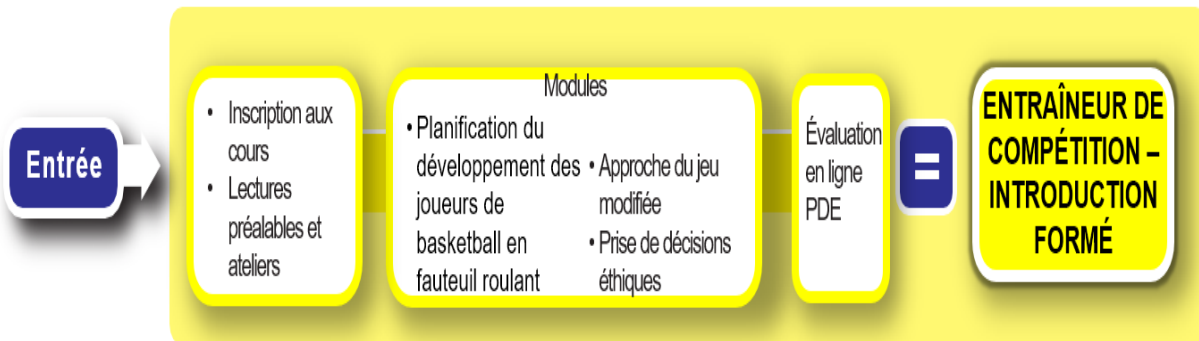 Entrée
• Inscription aux
cours
• Lectures
préalables et
ateliers
Modules
• Planification du
développement des
joueurs de
basketball en
fauteuil roulant
• Approche du jeu
modifiée
• Prise de décisions
éthiques
Évaluation
en ligne
PDE
=
ENTRAÎNEUR DE
COMPÉTITION –
INTRODUCTION
FORMÉ